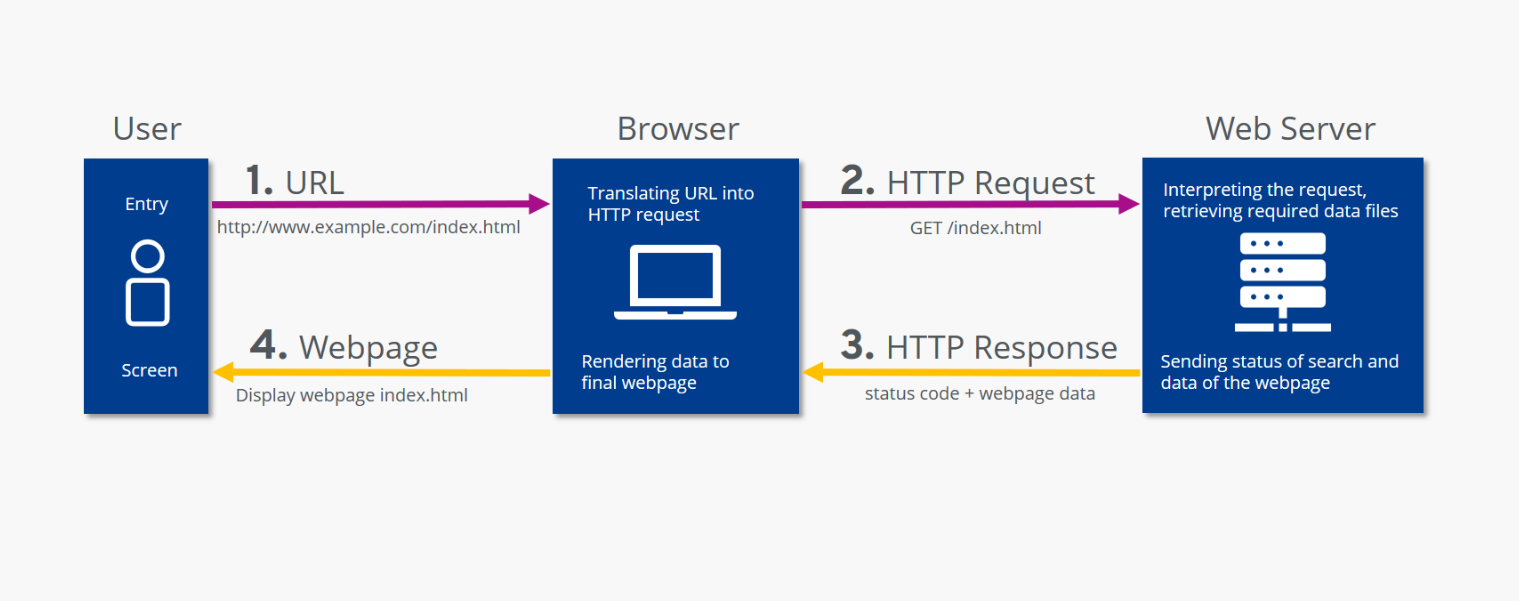 User
Browser
Web Server
Entry
1. URL
http://www.example.com/index.html
Translating URL into
HTTP request
2. HTTP Request
GET /index.html
Interpreting the request,
retrieving required data files
Screen
4. Webpage
Display webpage index.html
Rendering data to
final webpage
3. HTTP Response
status code + webpage data
Sending status of search and
data of the webpage